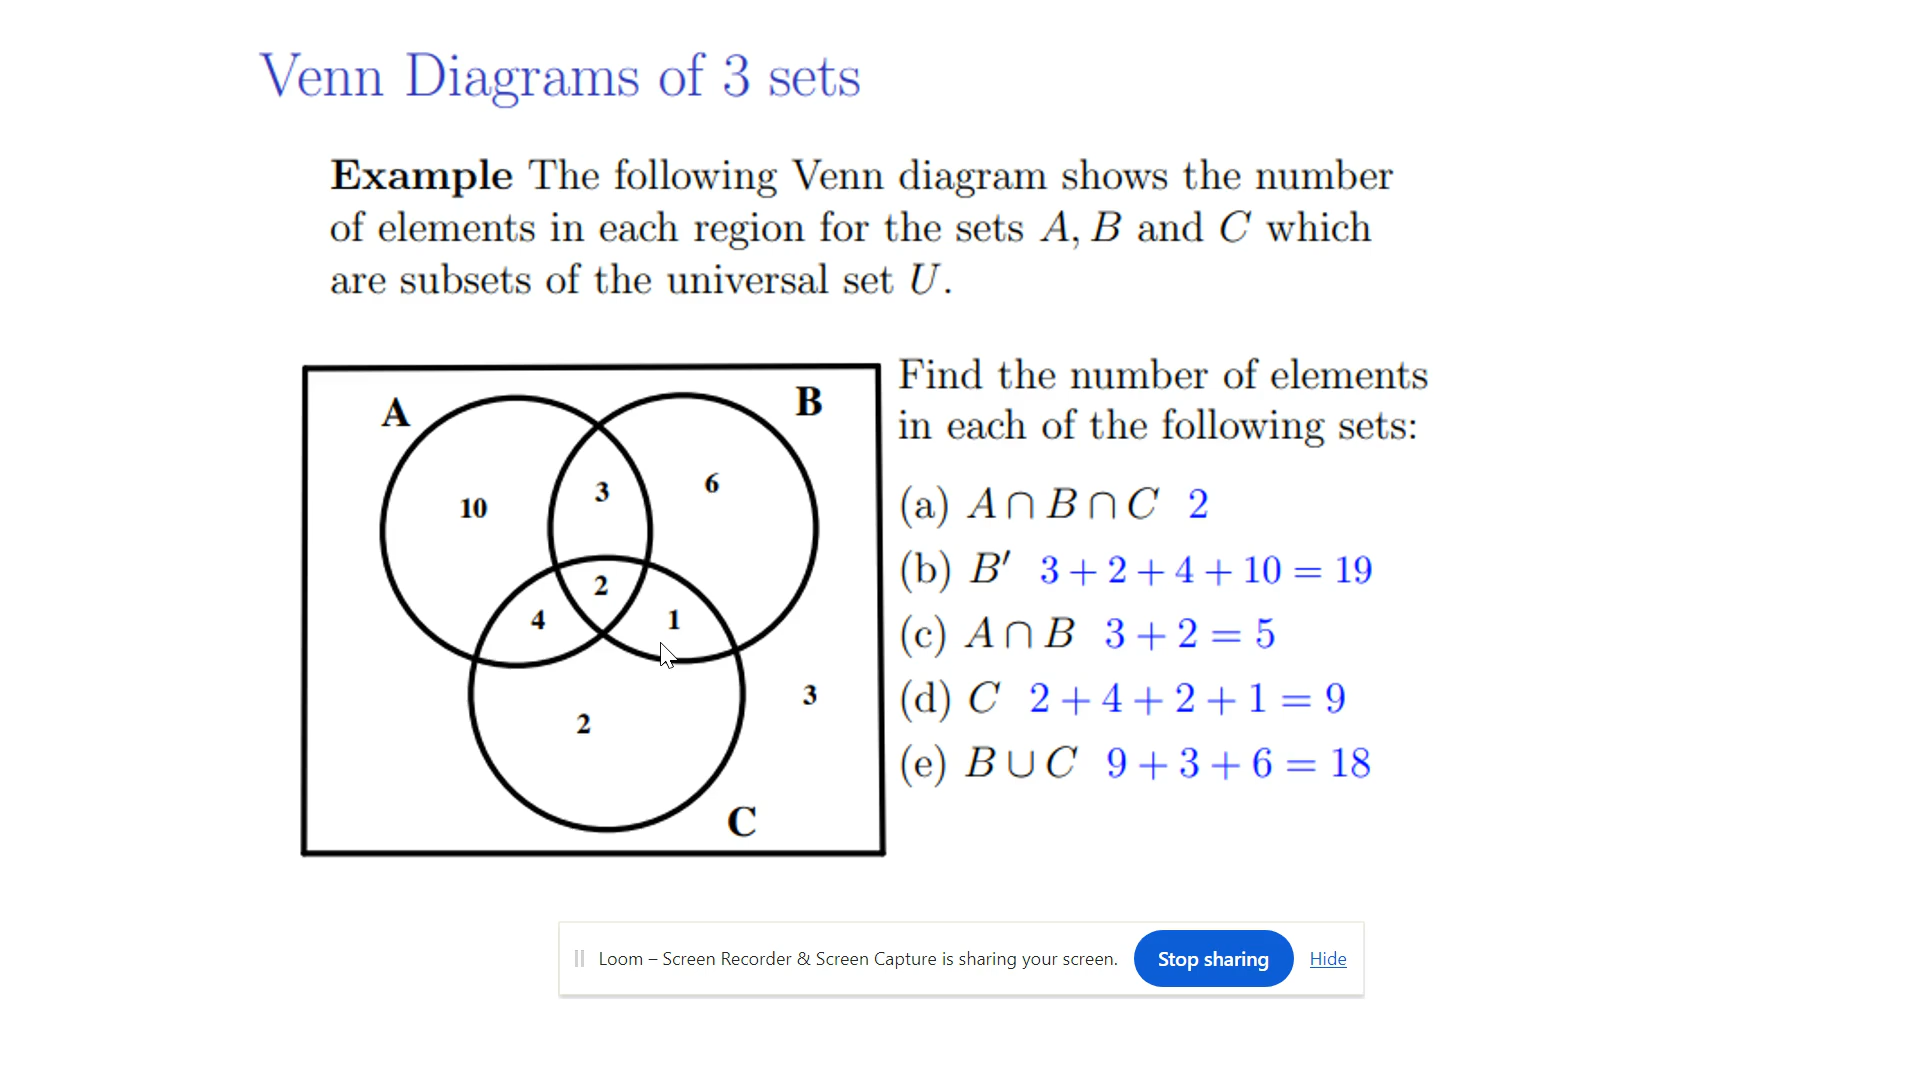 Venn Diagrams of 3 sets
Example The following Venn diagram shows the number
of elements in each region for the sets A, B and C which
are subsets of the universal set U.
A
B
10
3
6
2
4
1
3
2
C
Find the number of elements
in each of the following sets:
(a) A ∩ B ∩ C 2
(b) B′ 3 + 2 + 4 + 10 = 19
(c) A ∩ B 3 + 2 = 5
(d) C 2 + 4 + 2 + 1 = 9
(e) B ∪ C 9 + 3 + 6 = 18
Loom – Screen Recorder & Screen Capture is sharing your screen. Stop sharing Hide